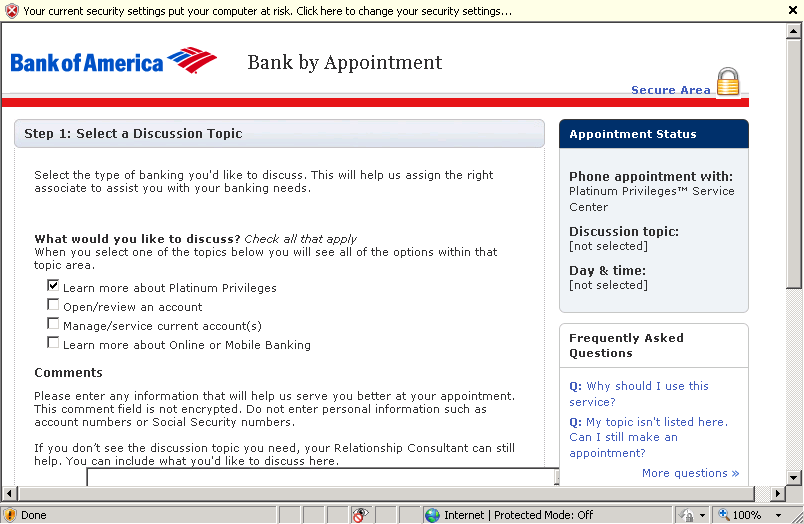 Your current security settings put your computer at risk. Click here to change your security settings...
Bank of America
Bank by Appointment
Secure Area
Step 1: Select a Discussion Topic
Select the type of banking you'd like to discuss. This will help us assign the right
associate to assist you with your banking needs.
What would you like to discuss? Check all that apply
When you select one of the topics below you will see all of the options within that
topic area.
Learn more about Platinum Privileges
Open/review an account
Manage/service current account(s)
Learn more about Online or Mobile Banking
Comments
Please enter any information that will help us serve you better at your appointment.
This comment field is not encrypted. Do not enter personal information such as
account numbers or Social Security numbers.
If you don't see the discussion topic you need, your Relationship Consultant can still
help. You can include what you'd like to discuss here.
Appointment Status
Phone appointment with:
Platinum Privileges™ Service
Center
Discussion topic:
[not selected]
Day & time:
[not selected]
Frequently Asked
Questions
Q: Why should I use this
service?
Q: My topic isn't listed here.
Can I still make an
appointment?
More questions »
Done
Internet | Protected Mode: Off
100%